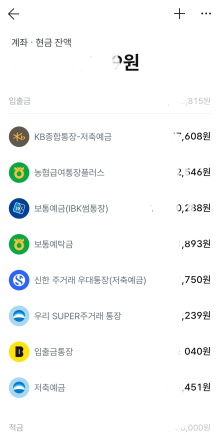 계좌 · 현금 잔액
원
입출금 ,815원
KB종합통장-저축예금 7,608원
농협급여통장플러스 ,546원
보통예금(IBK썸통장) 0,238원
보통예탁금 ,893원
신한 주거래 우대통장(저축예금) ,750원
우리 SUPER주거래 통장 ,239원
입출금통장 040원
저축예금 ,451원
적금 ,000원